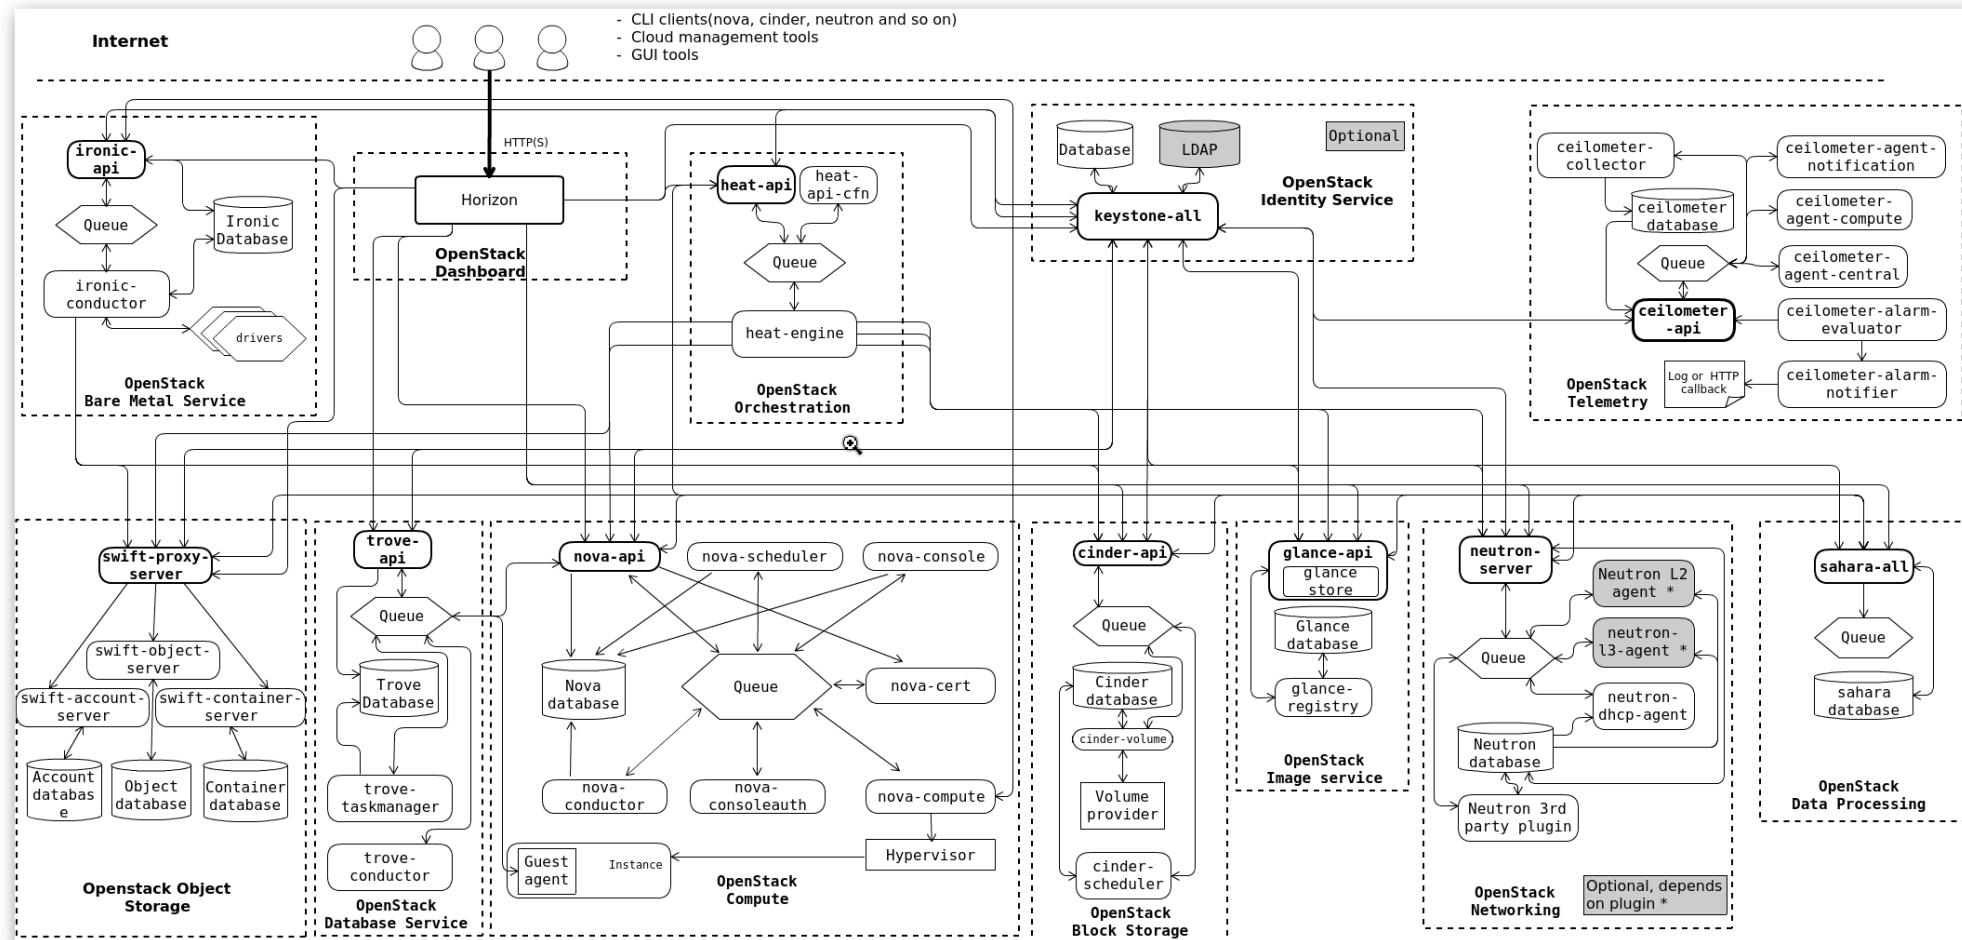 Internet
- CLI clients(nova, cinder, neutron and so on)
- Cloud management tools
- GUI tools
HTTP(S)
ironic-
api
Queue
Ironic
Database
ironic-
conductor
drivers
OpenStack
Bare Metal Service
Horizon
OpenStack
Dashboard
heat-api
heat-
api-cfn
Queue
heat-engine
OpenStack
Orchestration
Database
LDAP
Optional
keystone-all
OpenStack
Identity Service
ceilometer-
collector
ceilometer-agent-
notification
ceilometer
database
ceilometer-
agent-compute
Queue
ceilometer-
agent-central
ceilometer
-api
ceilometer-alarm-
evaluator
Log or HTTP
callback
ceilometer-alarm-
notifier
OpenStack
Telemetry
swift-proxy-
server
swift-object-
server
swift-account-
server
swift-container-
server
Account
databas
e
Object
database
Container
database
Openstack Object
Storage
trove-
api
Queue
Trove
Database
trove-
taskmanager
trove-
conductor
OpenStack
Database Service
nova-api
nova-scheduler
nova-console
Nova
database
Queue
nova-cert
nova-
conductor
nova-
consoleauth
nova-compute
Hypervisor
Guest
agent
Instance
OpenStack
Compute
cinder-api
Queue
Cinder
database
cinder-volume
Volume
provider
cinder-
scheduler
OpenStack
Block Storage
glance-api
glance
store
Glance
database
glance-
registry
OpenStack
Image service
neutron-
server
Neutron L2
agent *
neutron-
l3-agent *
Queue
neutron-
dhcp-agent
Neutron
database
Neutron 3rd
party plugin
OpenStack
Networking
Optional, depends
on plugin *
sahara-all
Queue
sahara
database
OpenStack
Data Processing